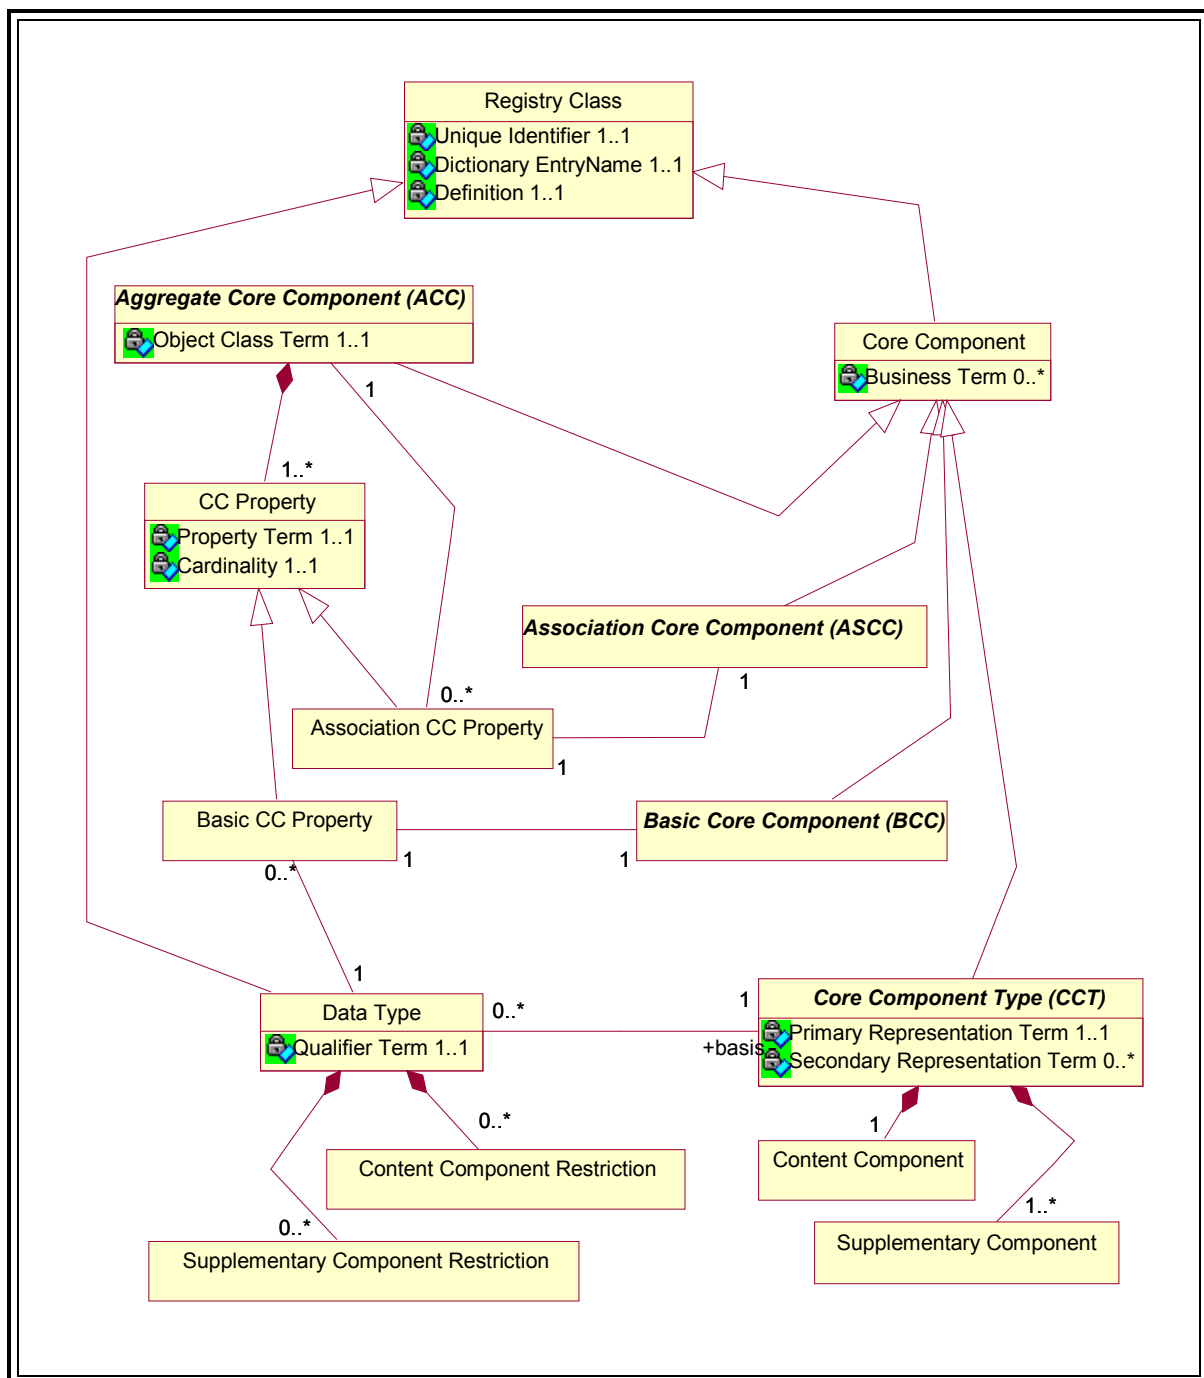 Registry Class
Unique Identifier 1..1
Dictionary EntryName 1..1
Definition 1..1
Aggregate Core Component (ACC)
Object Class Term 1..1
Core Component
Business Term 0..*
1
1..*
CC Property
Property Term 1..1
Cardinality 1..1
Association Core Component (ASCC)
1
0..*
Association CC Property
1
Basic CC Property
Basic Core Component (BCC)
1
1
0..*
1
Data Type
Qualifier Term 1..1
0..*
1
+basis
Core Component Type (CCT)
Primary Representation Term 1..1
Secondary Representation Term 0..*
0..*
Content Component Restriction
1
Content Component
0..*
Supplementary Component Restriction
1..*
Supplementary Component